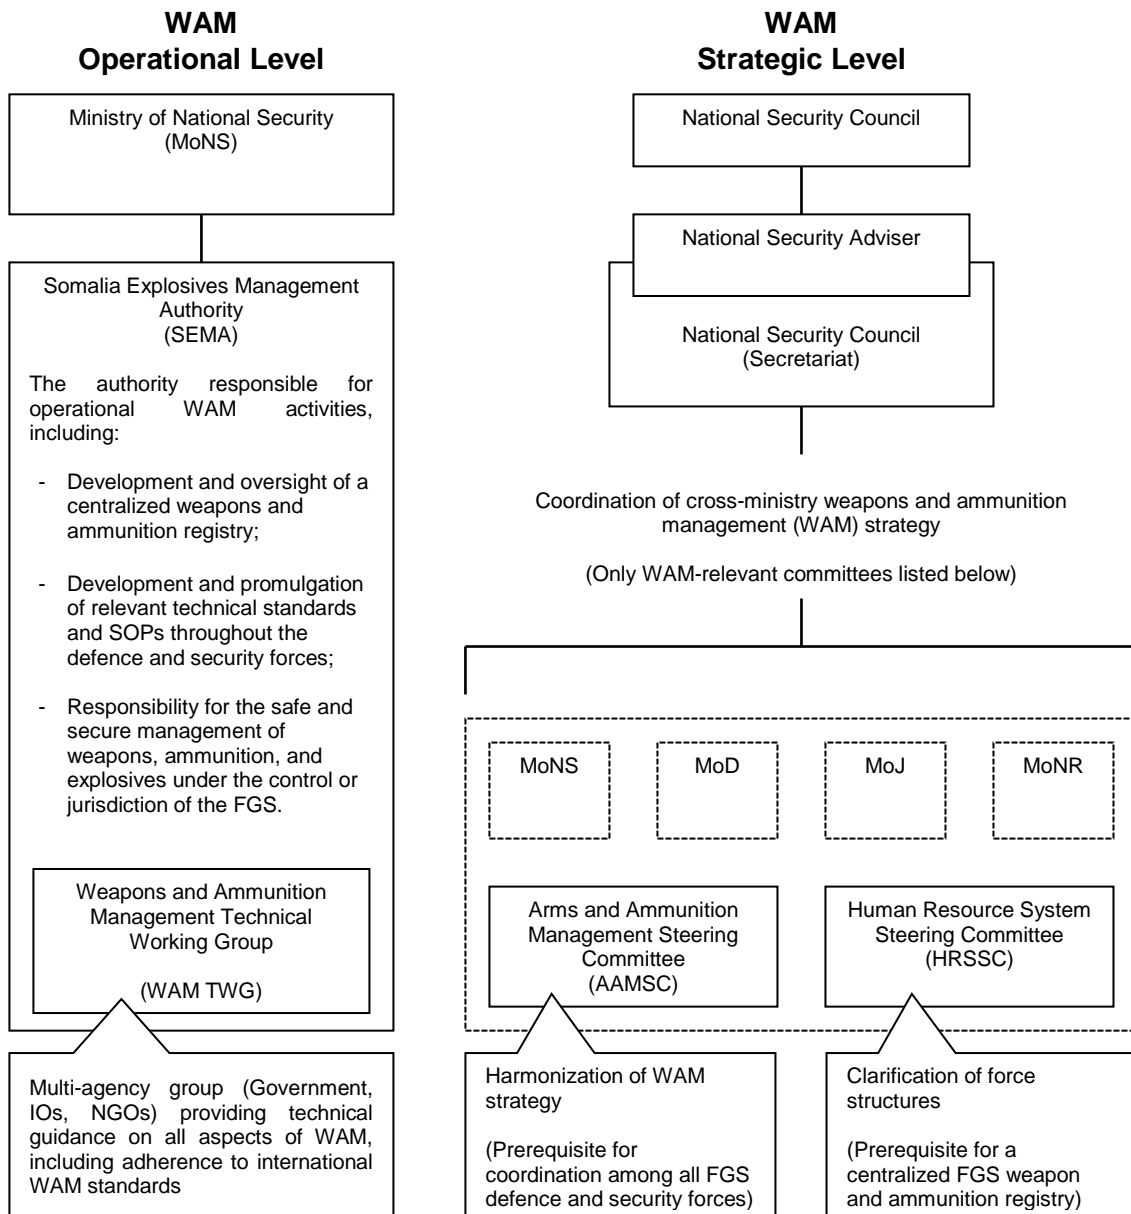 WAM
Operational Level
Ministry of National Security
(MoNS)
Somalia Explosives Management
Authority
(SEMA)
The authority responsible for
operational WAM activities,
including:
- Development and oversight of a
centralized weapons and
ammunition registry;
- Development and promulgation
of relevant technical standards
and SOPs throughout the
defence and security forces;
- Responsibility for the safe and
secure management of
weapons, ammunition, and
explosives under the control or
jurisdiction of the FGS.
Weapons and Ammunition
Management Technical
Working Group
(WAM TWG)
Multi-agency group (Government,
IOs, NGOs) providing technical
guidance on all aspects of WAM,
including adherence to international
WAM standards
WAM
Strategic Level
National Security Council
National Security Adviser
National Security Council
(Secretariat)
Coordination of cross-ministry weapons and ammunition
management (WAM) strategy
(Only WAM-relevant committees listed below)
MoNS
MoD
MoJ
MoNR
Arms and Ammunition
Management Steering
Committee
(AAMSC)
Human Resource System
Steering Committee
(HRSSC)
Harmonization of WAM
strategy
(Prerequisite for
coordination among all FGS
defence and security forces)
Clarification of force
structures
(Prerequisite for a
centralized FGS weapon
and ammunition registry)